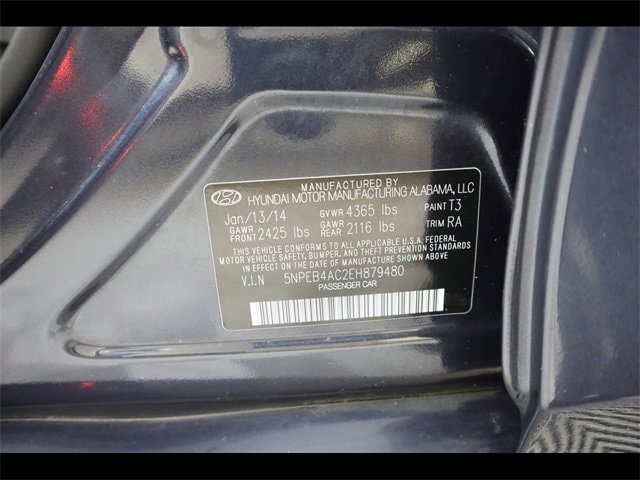 MANUFACTURED BY
HYUNDAI MOTOR MANUFACTURING ALABAMA, LLC
Jan/13/14 GVWR 4365 lbs PAINT T3
GAWR FRONT 2425 lbs GAWR REAR 2116 lbs TRIM RA
THIS VEHICLE CONFORMS TO ALL APPLICABLE U.S.A. FEDERAL
MOTOR VEHICLE SAFETY, BUMPER, AND THEFT PREVENTION
STANDARDS IN EFFECT ON THE DATE OF MANUFACTURE SHOWN ABOVE.
V.I.N 5NPEB4AC2EH879480
PASSENGER CAR